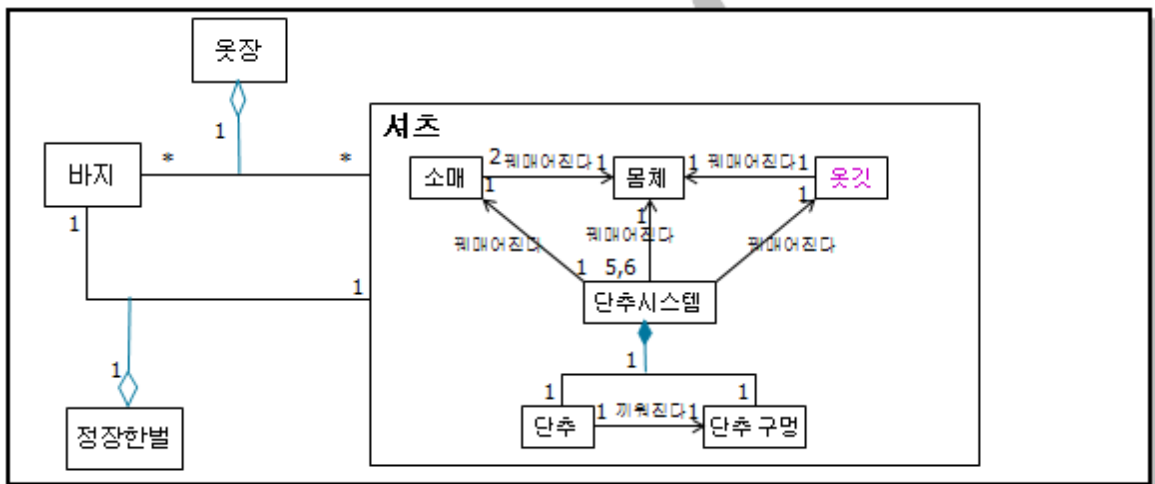 옷장
1
셔츠
바지
*
*
2 꿰매어진다 1
1 꿰매어진다 1
소매
몸체
옷깃
1
1
1
1
꿰매어진다
꿰매어진다
꿰매어진다
1
5,6
1
단추시스템
1
1
정장한벌
1
1
단추
1 끼워진다 1
단추 구멍